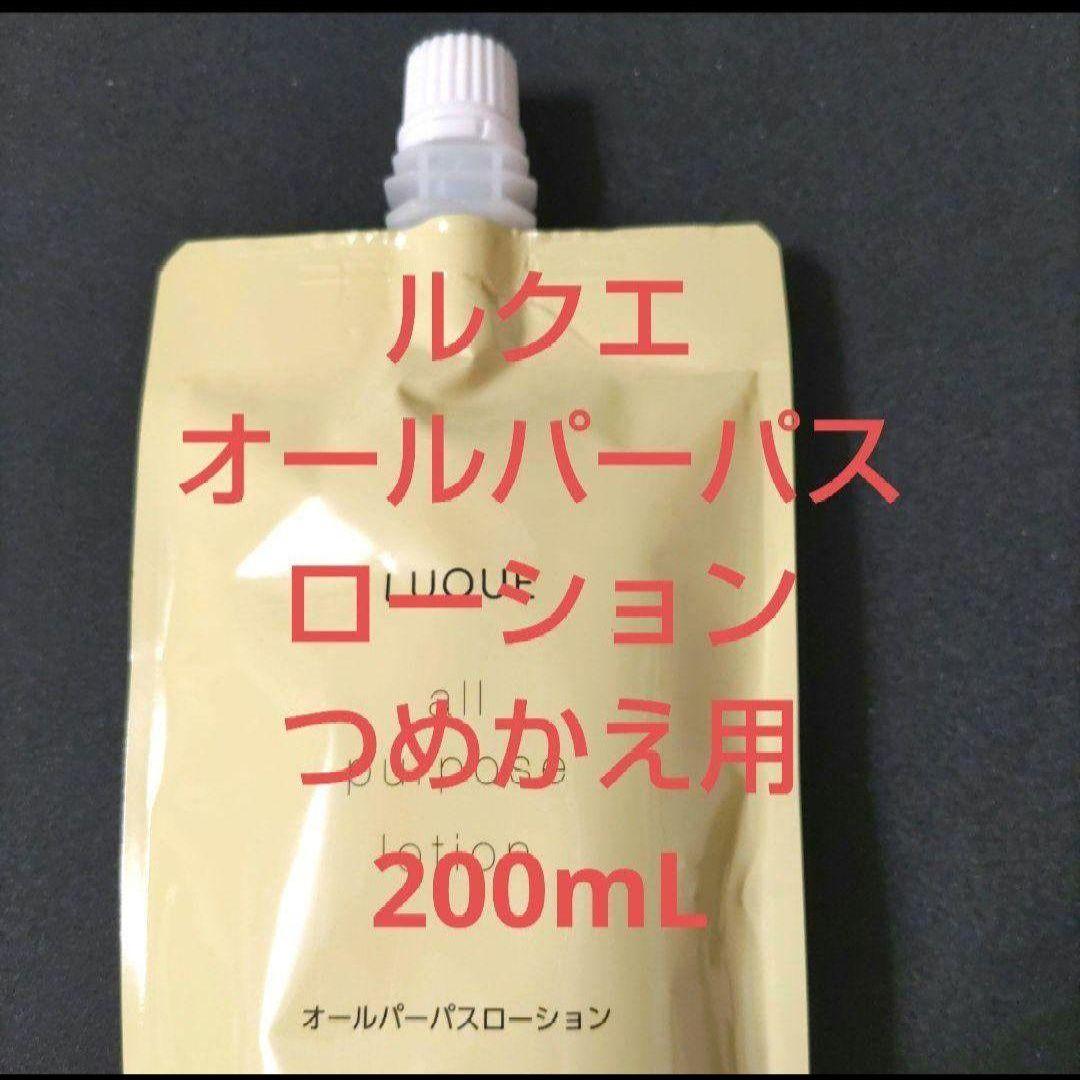 ルクエ
オールパーパス
LUQUE
ローション
all
つめかえ用
purpose
lotion
200mL
オールパーパスローション